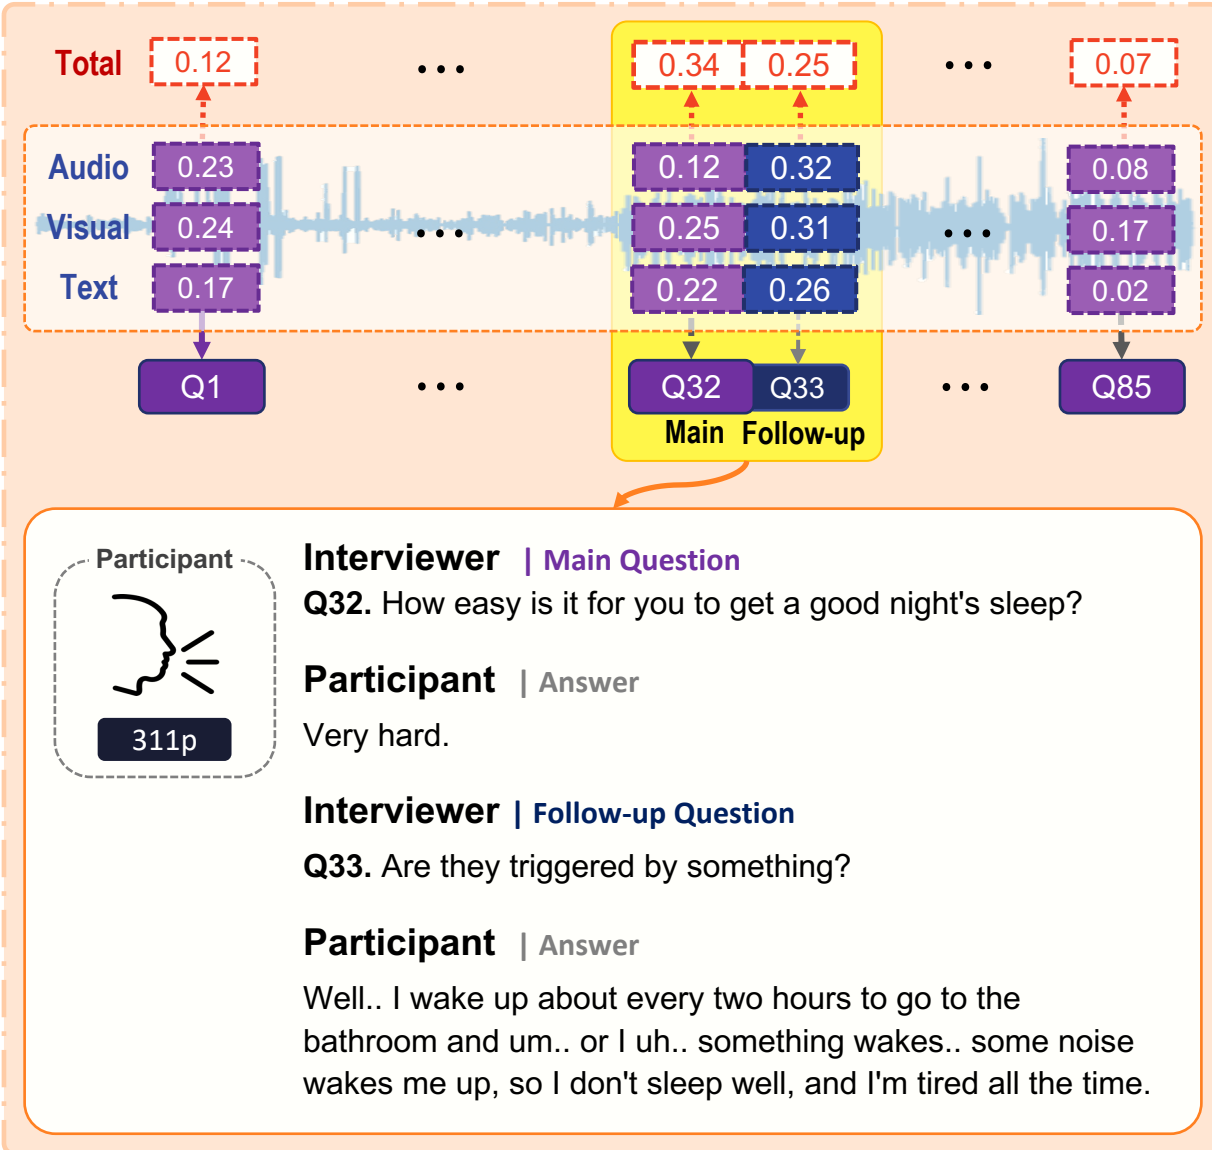 Total 0.12 ••• 0.34 0.25 ••• 0.07
Audio 0.23 0.12 0.32 0.08
Visual 0.24 ••• 0.25 0.31 ••• 0.17
Text 0.17 0.22 0.26 0.02
Q1 ••• Q32 Q33 ••• Q85
Main Follow-up
Participant
311p
Interviewer | Main Question
Q32. How easy is it for you to get a good night's sleep?
Participant | Answer
Very hard.
Interviewer | Follow-up Question
Q33. Are they triggered by something?
Participant | Answer
Well.. I wake up about every two hours to go to the
bathroom and um.. or I uh.. something wakes.. some noise
wakes me up, so I don't sleep well, and I'm tired all the time.